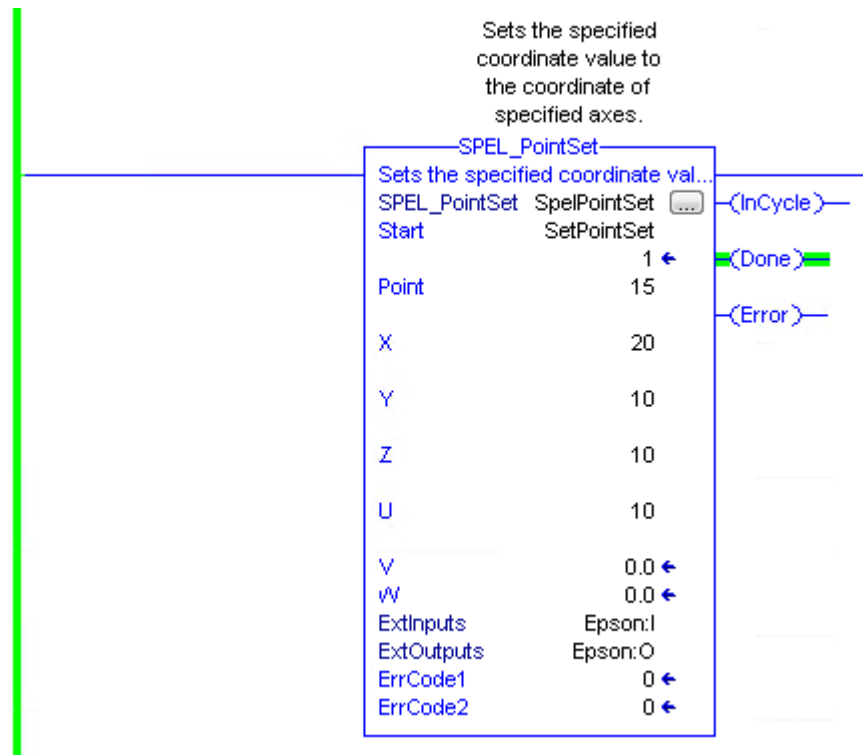 Sets the specified
coordinate value to
the coordinate of
specified axes.
SPEL_PointSet
Sets the specified coordinate val...
SPEL_PointSet SpelPointSet ... (InCycle)
Start SetPointSet
1 (Done)
Point 15
(Error)
X 20
Y 10
Z 10
U 10
V 0.0
W 0.0
ExtInputs Epson:I
ExtOutputs Epson:O
ErrCode1 0
ErrCode2 0